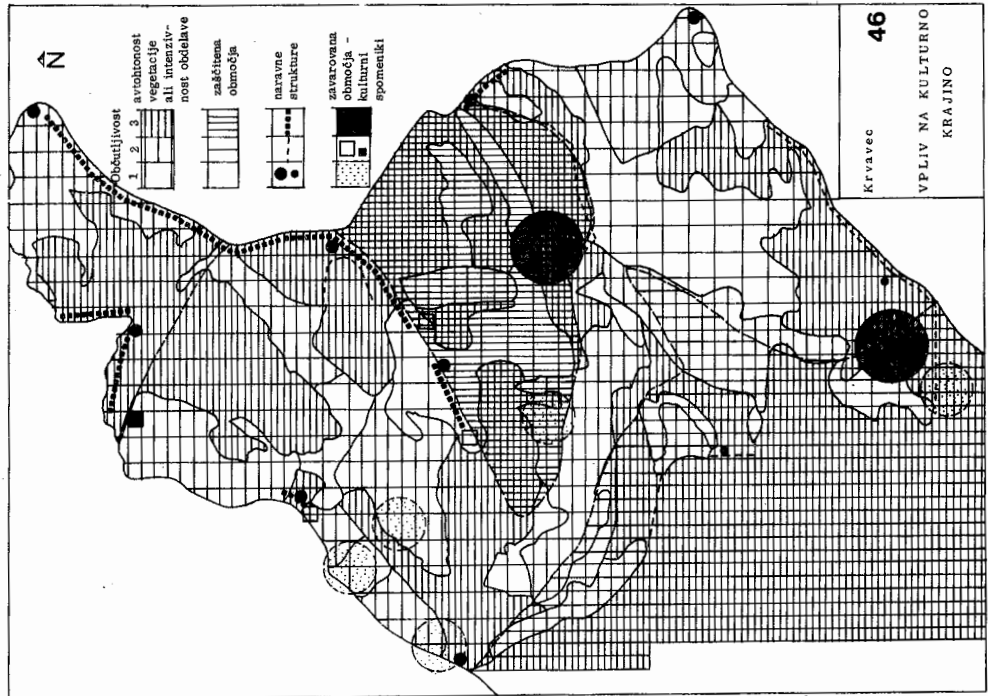 N
Občutljivost
1 2 3
avtohtonost
vegetacije
ali intenziv-
nost obdelave
zaščitena
območja
naravne
strukture
zavarovana
območja -
kulturni
spomeniki
46
Krvavec
VPLIV NA KULTURNO
KRAJINO